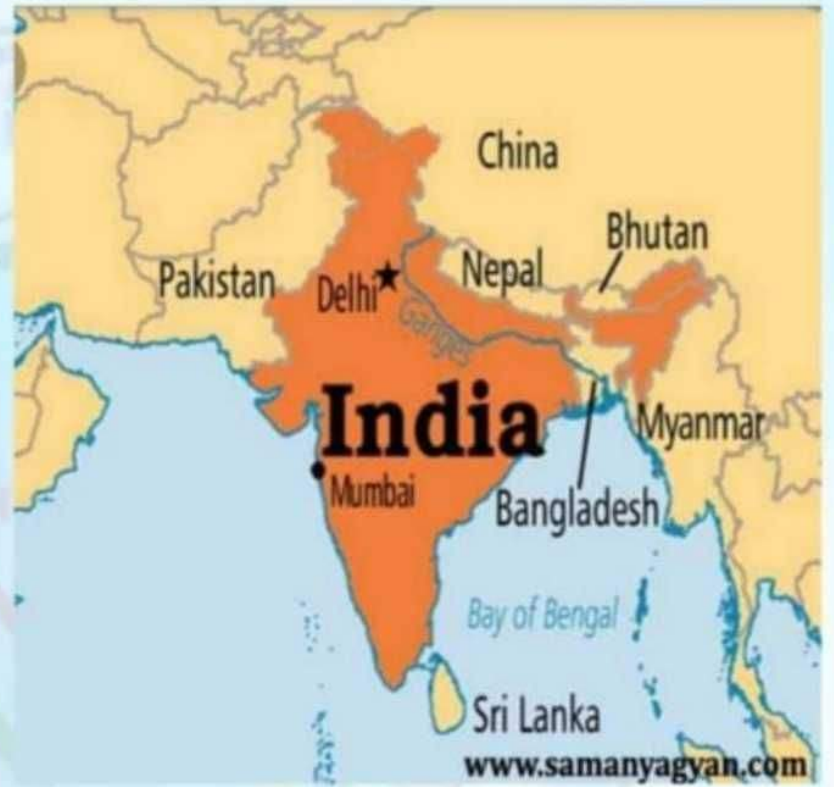 China
Bhutan
Pakistan
Delhi
Nepal
Ganges
India
Myanmar
Mumbai
Bangladesh
Bay of Bengal
Sri Lanka
www.samanyagyan.com